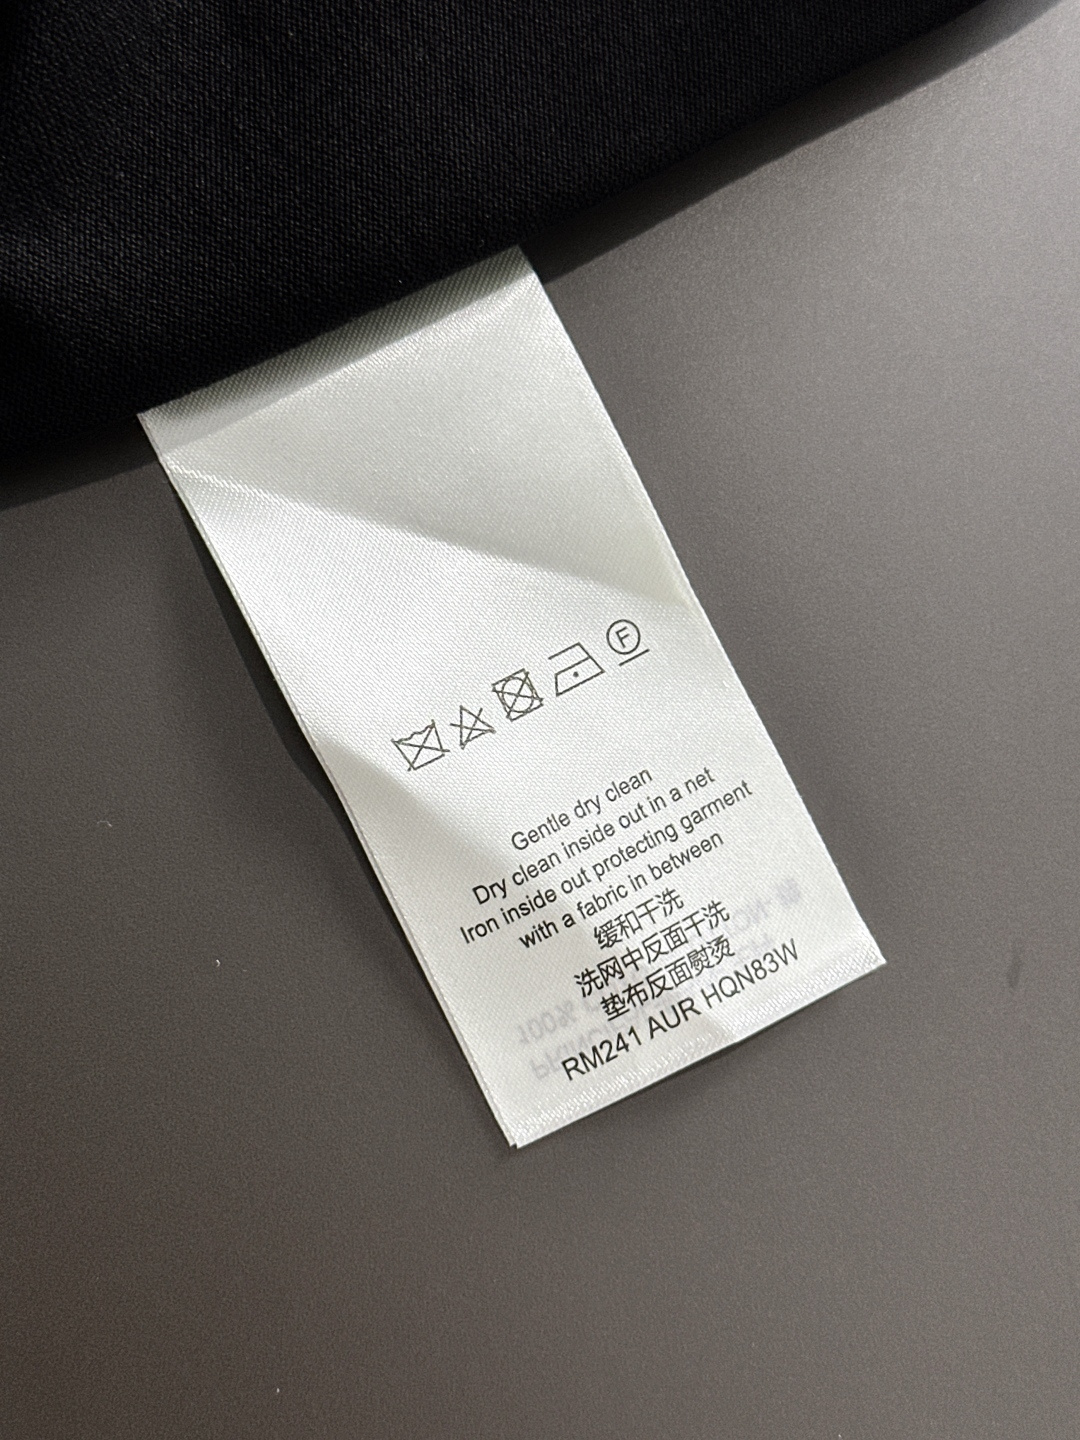 F
Gentle dry clean
Dry clean inside out in a net
Iron inside out protecting garment
with a fabric in between
缓和干洗
洗网中反面干洗
垫布反面熨烫
RM241 AUR HQN83W
100%